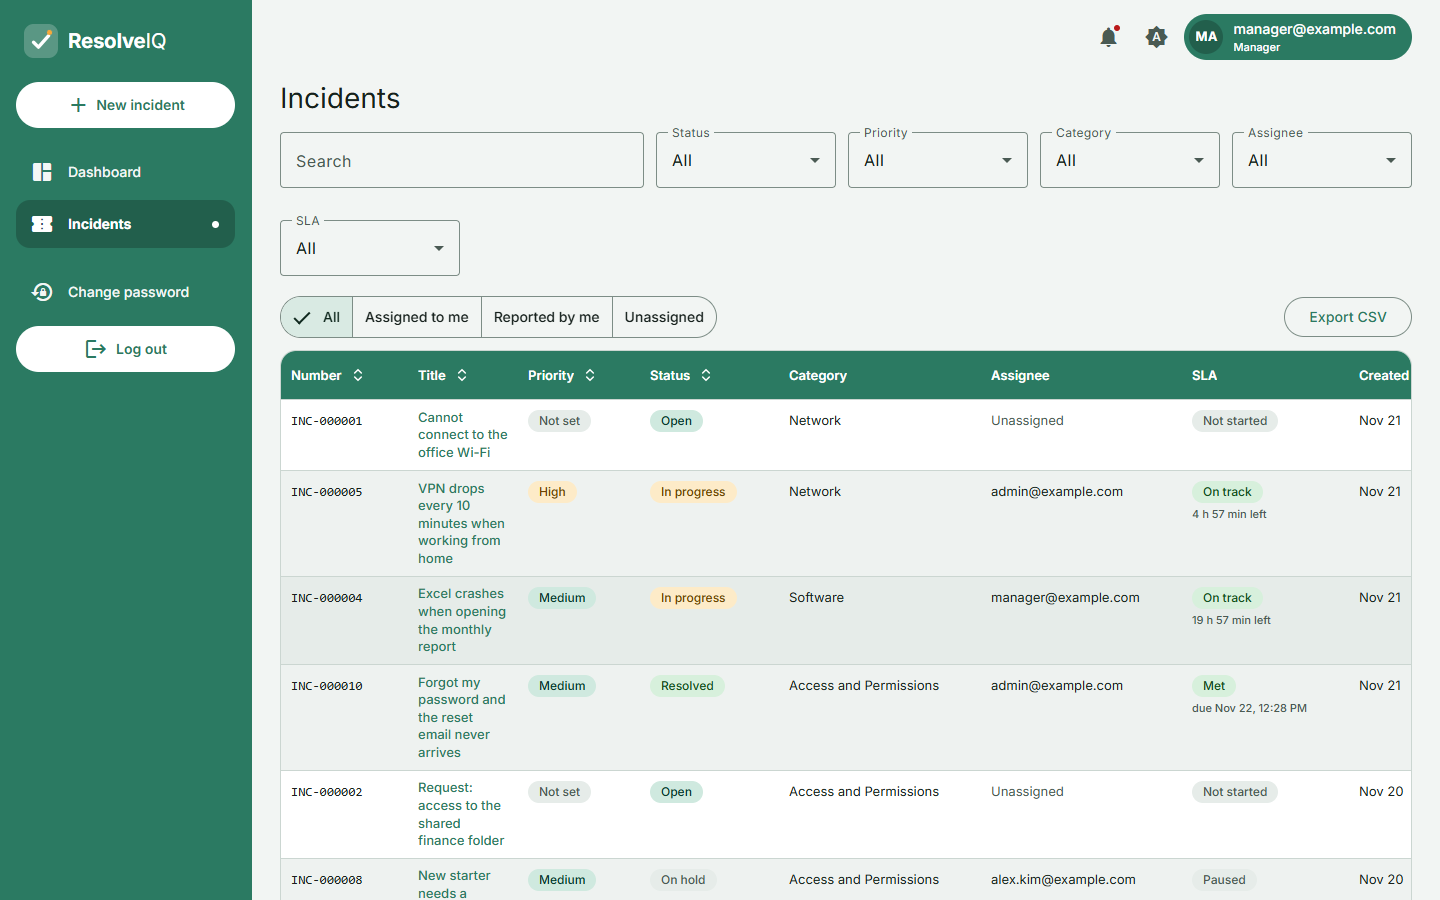 ResolveIQ
New incident
Dashboard
Incidents
Change password
Log out
A
MA
manager@example.com
Manager
Incidents
Search
Status
All
Priority
All
Category
All
Assignee
All
SLA
All
All
Assigned to me
Reported by me
Unassigned
Export CSV
Number Title Priority Status Category Assignee SLA Created
INC-000001 Cannot Not set Open Network Unassigned Not started Nov 21
connect to the
office Wi-Fi
INC-000005 VPN drops High In progress Network admin@example.com On track Nov 21
every 10 4 h 57 min left
minutes when
working from
home
INC-000004 Excel crashes Medium In progress Software manager@example.com On track Nov 21
when opening 19 h 57 min left
the monthly
report
INC-000010 Forgot my Medium Resolved Access and Permissions admin@example.com Met Nov 21
password and due Nov 22, 12:28 PM
the reset
email never
arrives
INC-000002 Request: Not set Open Access and Permissions Unassigned Not started Nov 20
access to the
shared
finance folder
INC-000008 New starter Medium On hold Access and Permissions alex.kim@example.com Paused Nov 20
needs a